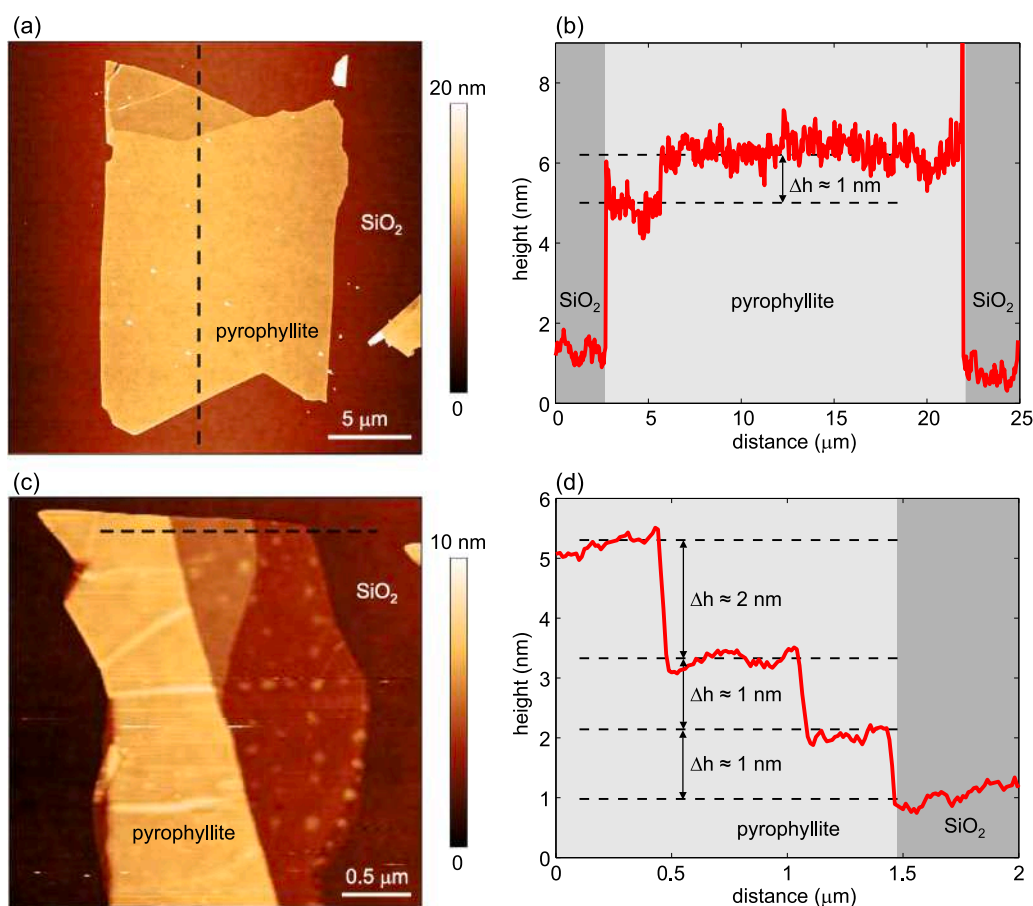 (a)
20 nm
0
SiO2
pyrophyllite
5 μm
(b)
height (nm)
8
6
4
2
0
Δh ≈ 1 nm
SiO2
pyrophyllite
SiO2
0
5
10
15
20
25
distance (μm)
(c)
10 nm
0
SiO2
pyrophyllite
0.5 μm
(d)
height (nm)
6
5
4
3
2
1
0
Δh ≈ 2 nm
Δh ≈ 1 nm
Δh ≈ 1 nm
pyrophyllite
SiO2
0
0.5
1
1.5
2
distance (μm)